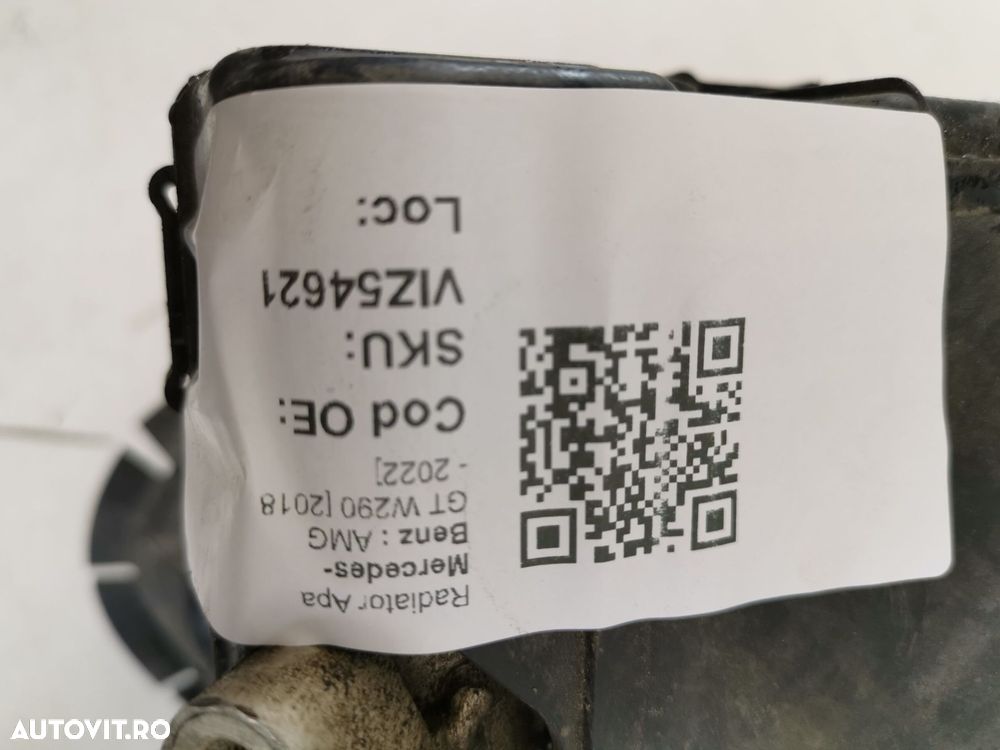 Radiator Apa
Mercedes-
Benz : AMG
GT W290 [2018
- 2022]
Cod OE:
SKU:
VIZ54621
Loc:
AUTOVIT.RO